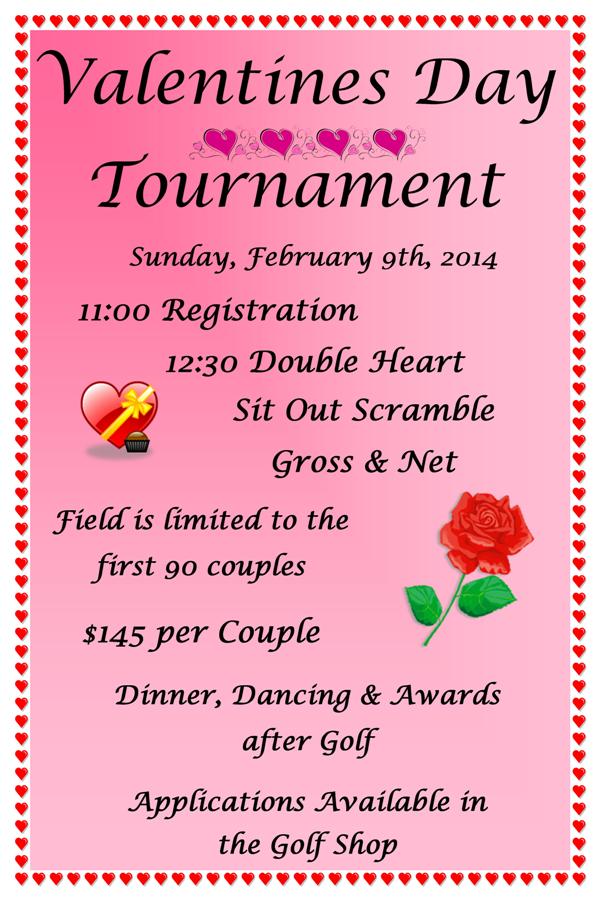 Valentines Day
Tournament
Sunday, February 9th, 2014
11:00 Registration
12:30 Double Heart
Sit Out Scramble
Gross & Net
Field is limited to the
first 90 couples
$145 per Couple
Dinner, Dancing & Awards
after Golf
Applications Available in
the Golf Shop